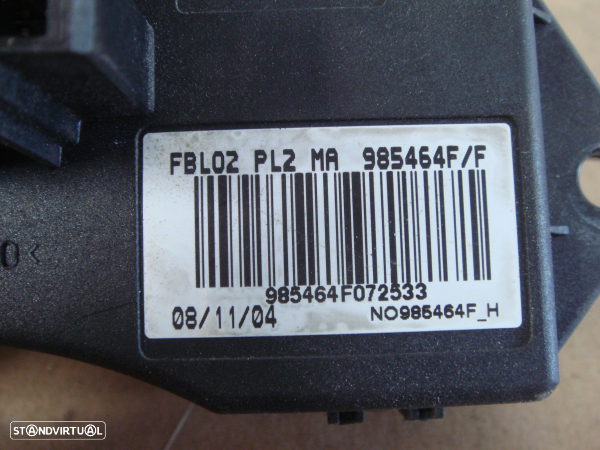 FBL02 PL2 MA 985464F/F
985464F072533
08/11/04 NO985464F_H
O<
STANDVIRTUAL